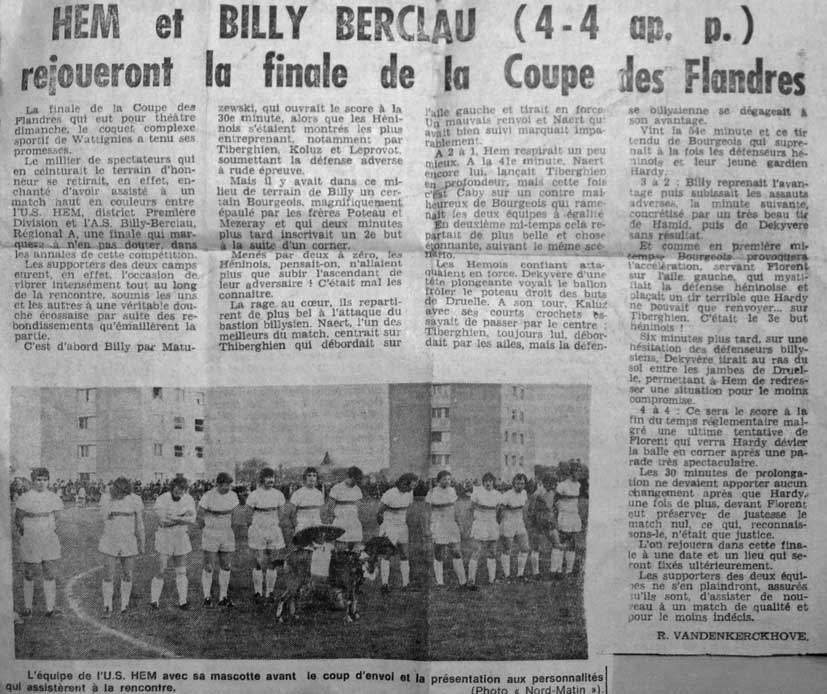 HEM et BILLY BERCLAU (4-4 ap. p.)
rejoueront la finale de la Coupe des Flandres
La finale de la Coupe des
Flandres qui eut pour théâtre
dimanche, le coquet complexe
sportif de Wattignies a tenu ses
promesses.
Le millier de spectateurs qui
en ceinturait le terrain d'hon-
neur se retirait, en effet, en-
chanté d'avoir assisté à un
match haut en couleurs entre
l'U.S. HEM, district Première
Division et l'A.S. Billy-Berclau,
Régional A, une finale qui mar-
quera à n'en pas douter, dans
les annales de cette compétition.
Les supporters des deux camps
eurent, en effet, l'occasion de
vibrer intensément tout au long
de la rencontre, soumis les uns
et les autres à une véritable dou-
che écossaise par suite des re-
bondissements qu'émaillèrent la
partie.
C'est d'abord Billy par Matu-
zewski, qui ouvrait le score à la
30e minute, alors que les Hémi-
nois s'étaient montrés les plus
entreprenant, notamment par
Tiberghien, Koluz et Leprovot,
soumettant la défense adverse
à rude épreuve.
Mais il y avait dans ce mi-
lieu de terrain de Billy un cer-
tain Bourgeois, magnifiquement
épaulé par les frères Poteau et
Mezeray et qui deux minutes
plus tard inscrivait un 2e but
à la suite d'un corner.
Menés par deux à zéro, les
Héminois, pensait-on, n'allaient
plus que subir l'ascendant de
leur adversaire ! C'était mal les
connaître.
La rage au cœur, ils reparti-
rent de plus bel à l'attaque du
bastion billysien. Naert, l'un des
meilleurs du match, centrait sur
Thiberghien qui débordait sur
l'aile gauche et tirait en force
Un mauvais renvoi et Naert qu
avait bien suivi marquait impa-
rablement.
A 2 à 1, Hem respirait un peu
mieux. A la 41e minute, Naert
encore lui, lançait Tiberghien
en profondeur, mais cette fois
c'est Caby sur un contre mal-
eureux de Bourgeois qui rame-
nait les deux équipes à égalité
En deuxième mi-temps cela re-
partait de plus belle et chose
étonnante, suivant le même scé-
nario.
Les Hemois confiant atta-
quaient en force. Dekyvère d'une
tête plongeante voyait le ballon
frôler le poteau droit des buts
de Druelle. A son tour, Kaluz
avec ses courts crochets es-
sayait de passer par le centre :
Tiberghien, toujours lui, débor-
dait par les ailes, mais la défen-
se billysienne se dégageait à
son avantage.
Vint la 54e minute et ce tir
tendu de Bourgeois qui supre-
nait à la fois les défenseurs hé-
minois et leur jeune gardien
Hardy.
3 à 2 : Billy reprenait l'avan-
tage puis subissait les assauts
adverses, la minute suivante,
concrétisé par un très beau tir
de Hamid, puis de Dekyvere
sans résultat.
Et comme en première mi-
temps Bourgeois provoquera
l'accélération, servant Florent
sur l'aile gauche qui mysti-
fiait la défense héminoise et
plaçait un tir terrible que Hardy
ne pouvait que renvoyer... sur
Tiberghien. C'était le 3e but
héminois !
Six minutes plus tard, sur une
hésitation des défenseurs billy-
siens, Dekyvère tirait au ras du
sol entre les jambes de Druel-
le, permettant à Hem de redres-
ser une situation pour le moins
compromise.
4 à 4 : Ce sera le score à la
fin du temps réglementaire mal-
gré une ultime tentative de
Florent qui verra Hardy dévier
la balle en corner après une pa-
rade très spectaculaire.
Les 30 minutes de prolonga-
tion ne devaient apporter aucun
changement après que Hardy,
une fois de plus, devant Florent
eut préserver de justesse le
match nul, ce qui, reconnais-
sons-le, n'était que justice.
L'on rejouera dans cette fina-
le à une date et un lieu qui se-
ront fixés ultérieurement.
Les supporters des deux équi-
pes ne s'en plaindront, assurés
qu'ils sont, d'assister de nou-
veau à un match de qualité et
pour le moins indécis.
R. VANDENKERCKHOVE.
L'équipe de l'U.S. HEM avec sa mascotte avant le coup d'envoi et la présentation aux personnalités
qui assistèrent à la rencontre.
(Photo « Nord-Matin »).